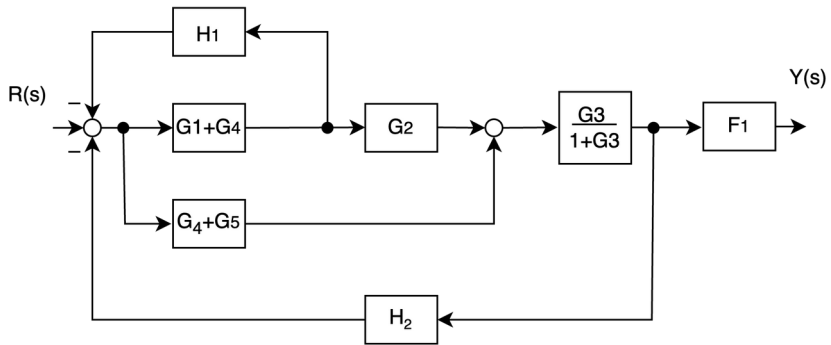 H1
R(s)
Y(s)
−
G1+G4
G2
G3
1+G3
F1
−
G4+G5
H2